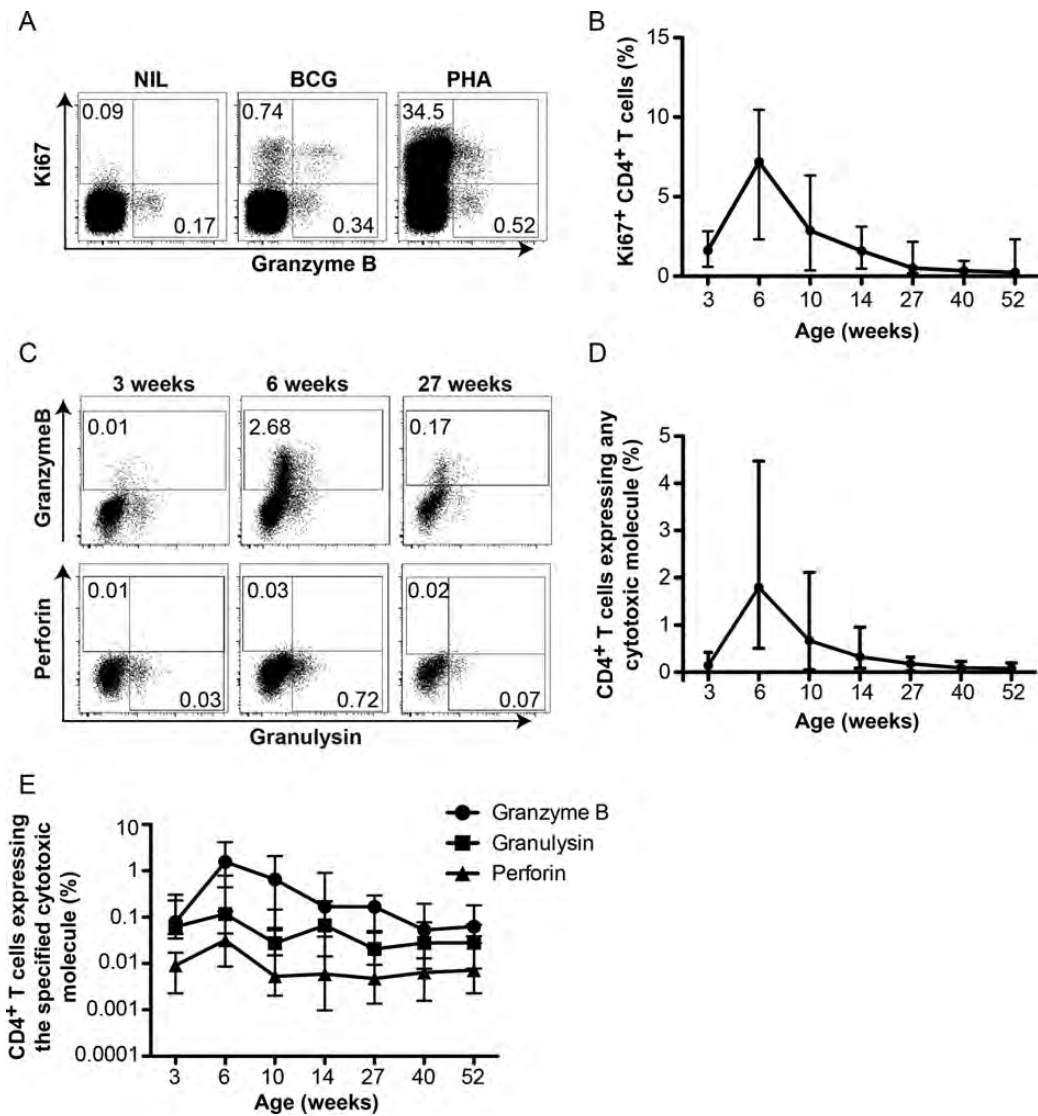 A
NIL
BCG
PHA
0.09
0.74
34.5
Ki67
0.17
0.34
0.52
Granzyme B
B
15
10
5
0
Ki67+ CD4+ T cells (%)
3 6 10 14 27 40 52
Age (weeks)
C
3 weeks
6 weeks
27 weeks
GranzymeB
0.01
2.68
0.17
Perforin
0.01
0.03
0.02
0.03
0.72
0.07
Granulysin
D
5
4
3
2
1
0
CD4+ T cells expressing any
cytotoxic molecule (%)
3 6 10 14 27 40 52
Age (weeks)
E
Granzyme B
Granulysin
Perforin
10
1
0.1
0.01
0.001
0.0001
CD4+ T cells expressing
the specified cytotoxic
molecule (%)
3 6 10 14 27 40 52
Age (weeks)